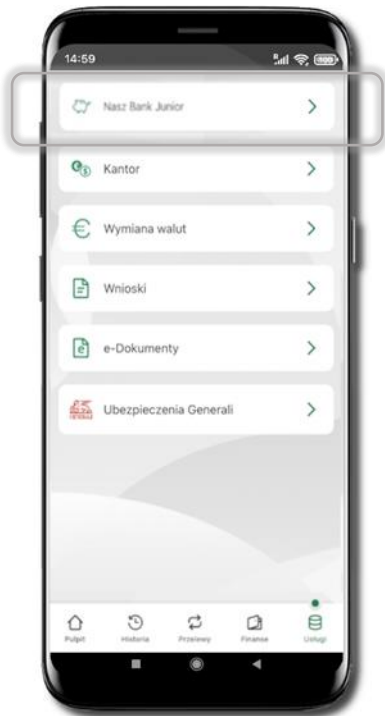 14:59
Nasz Bank Junior
Kantor
Wymiana walut
Wnioski
e-Dokumenty
Ubezpieczenia Generali
Pulpit
Historia
Przelewy
Finanse
Usługi